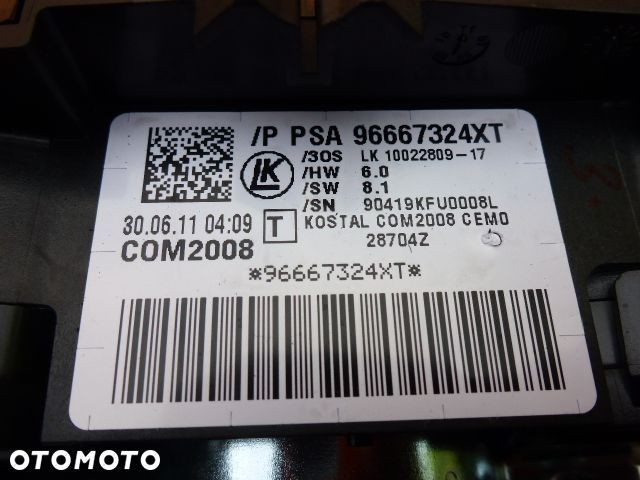 /P PSA 96667324XT
/3OS LK 10022809-17
LK
/HW 6.0
/SW 8.1
/SN 90419KFU0008L
30.06.11 04:09 T KOSTAL COM2008 CEMO
COM2008 28704Z
*96667324XT*
OTOMOTO